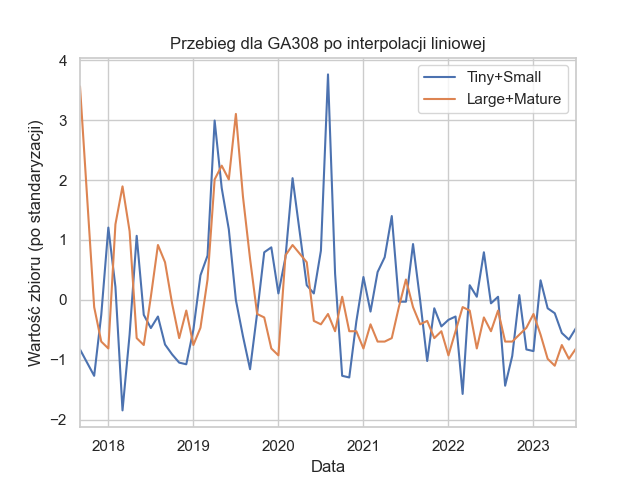 Przebieg dla GA308 po interpolacji liniowej
Tiny+Small
Large+Mature
Wartość zbioru (po standaryzacji)
4
3
2
1
0
−1
−2
2018
2019
2020
2021
2022
2023
Data